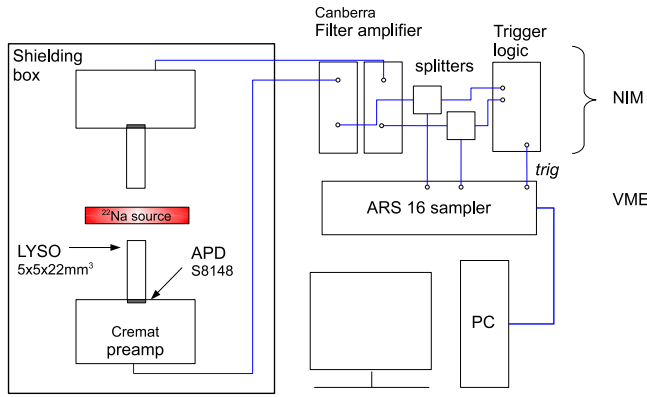 Shielding
box
Canberra
Filter amplifier
splitters
Trigger
logic
NIM
trig
VME
ARS 16 sampler
²²Na source
LYSO
5x5x22mm³
APD
S8148
Cremat
preamp
PC